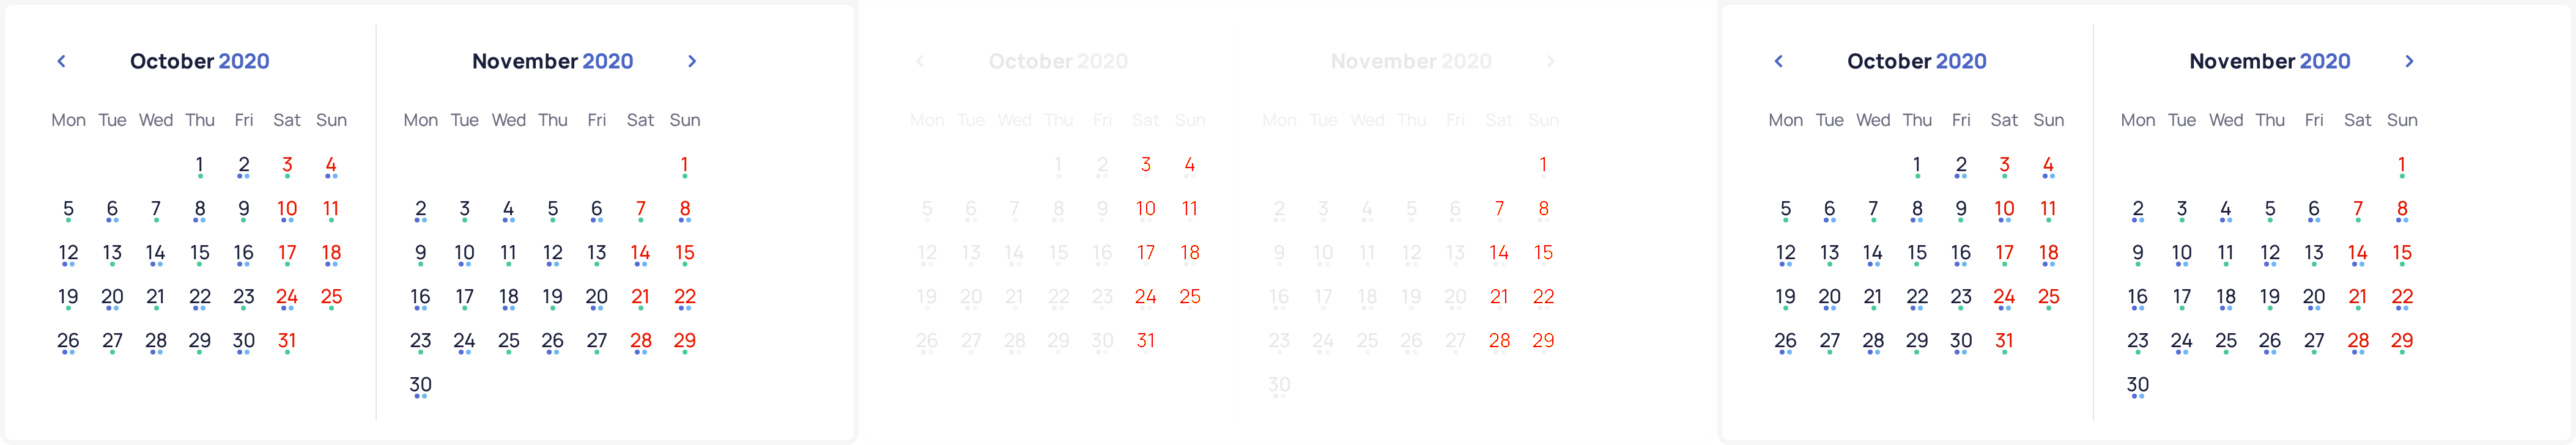 October 2020 November 2020
Mon Tue Wed Thu Fri Sat Sun Mon Tue Wed Thu Fri Sat Sun
1 2 3 4 1
5 6 7 8 9 10 11 2 3 4 5 6 7 8
12 13 14 15 16 17 18 9 10 11 12 13 14 15
19 20 21 22 23 24 25 16 17 18 19 20 21 22
26 27 28 29 30 31 23 24 25 26 27 28 29
30
October 2020 November 2020
Mon Tue Wed Thu Fri Sat Sun Mon Tue Wed Thu Fri Sat Sun
1 2 3 4 1
5 6 7 8 9 10 11 2 3 4 5 6 7 8
12 13 14 15 16 17 18 9 10 11 12 13 14 15
19 20 21 22 23 24 25 16 17 18 19 20 21 22
26 27 28 29 30 31 23 24 25 26 27 28 29
30
October 2020 November 2020
Mon Tue Wed Thu Fri Sat Sun Mon Tue Wed Thu Fri Sat Sun
1 2 3 4 1
5 6 7 8 9 10 11 2 3 4 5 6 7 8
12 13 14 15 16 17 18 9 10 11 12 13 14 15
19 20 21 22 23 24 25 16 17 18 19 20 21 22
26 27 28 29 30 31 23 24 25 26 27 28 29
30